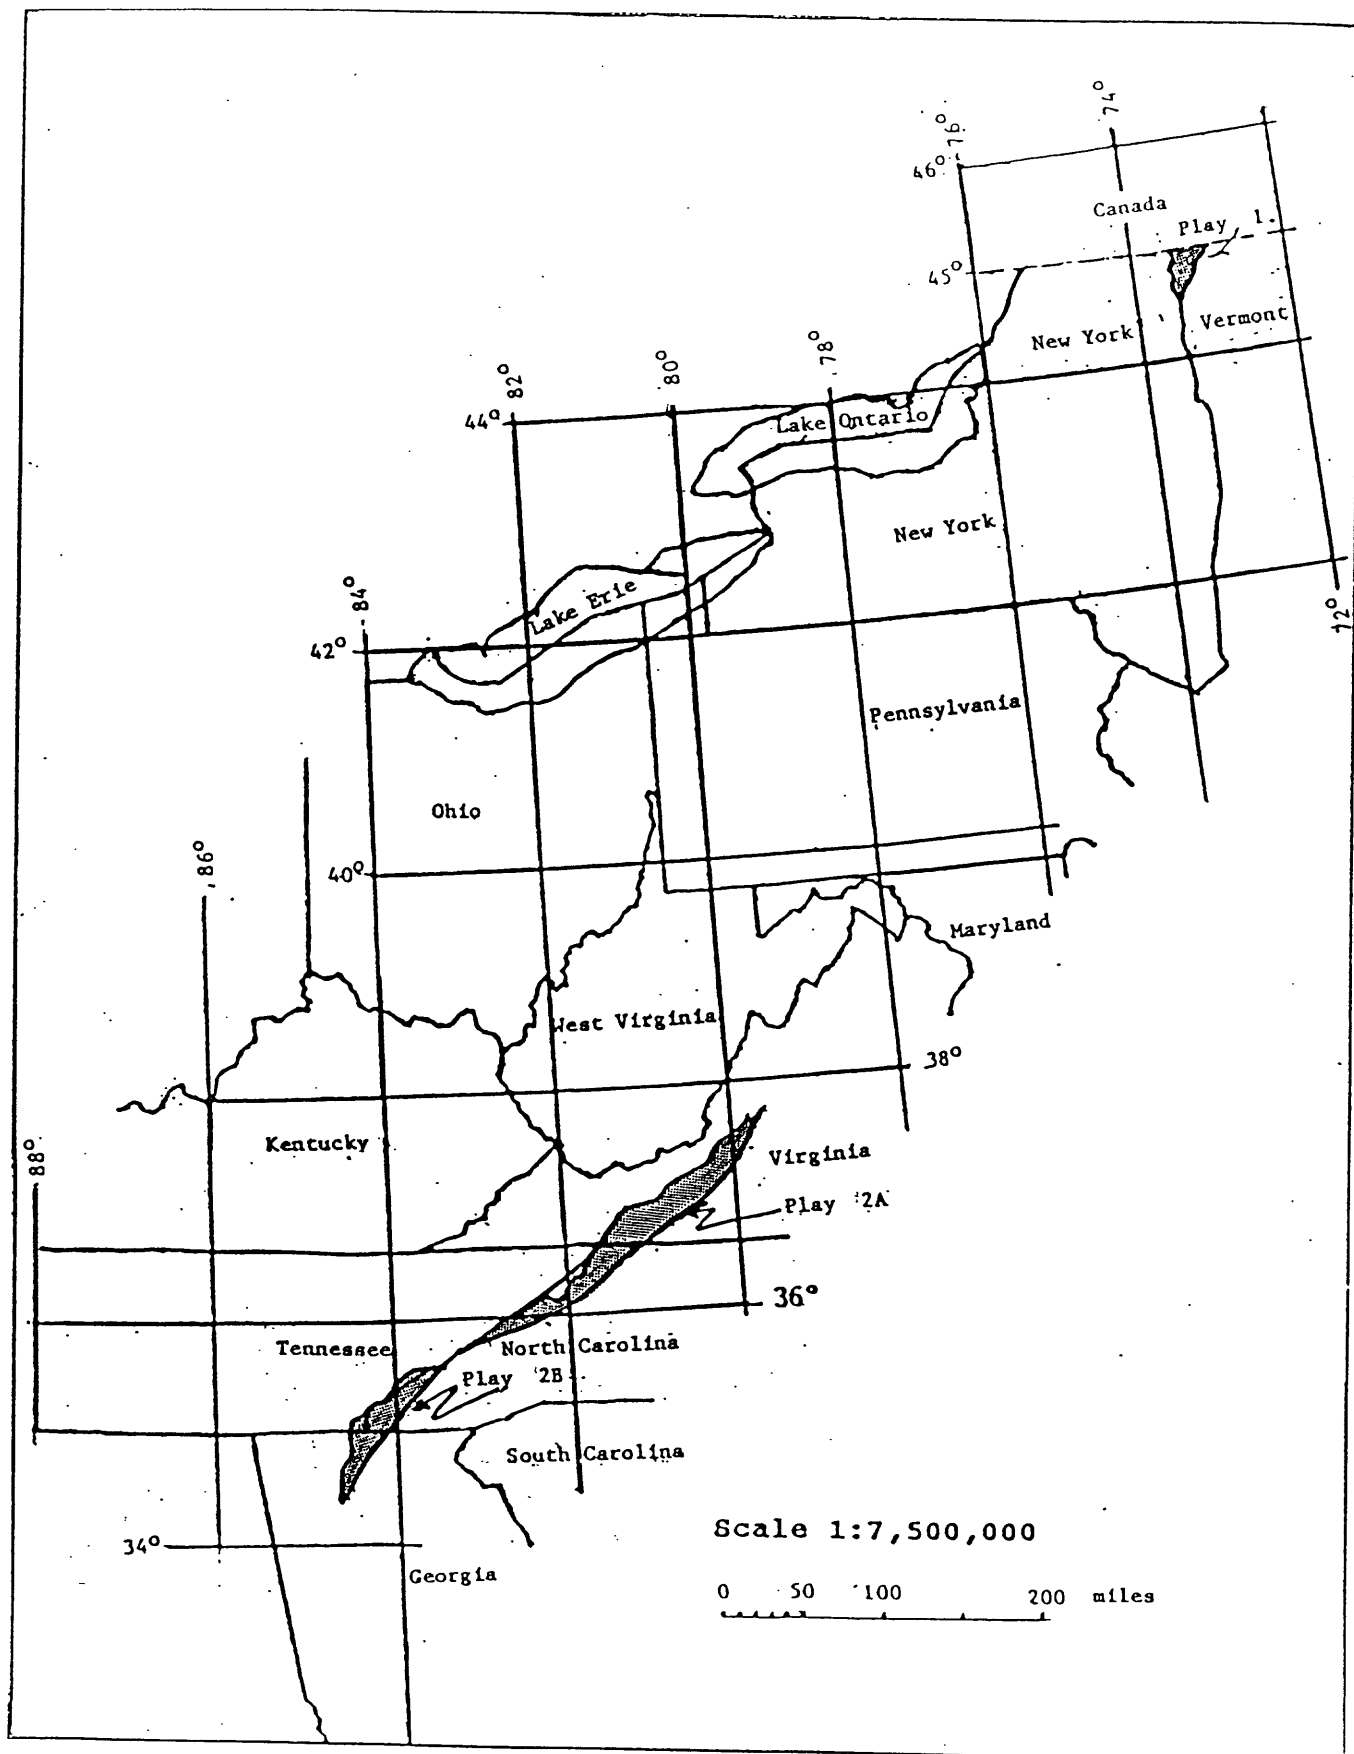 74°
76°
46°
Canada
Play 1.
45°
Vermont
New York
78°
80°
82°
44°
Lake Ontario
New York
84°
Lake Erie
42°
72°
Pennsylvania
Ohio
86°
40°
Maryland
West Virginia
38°
Kentucky
88°
Virginia
Play 2A
36°
Tennessee
North Carolina
Play 2B
South Carolina
Scale 1:7,500,000
34°
Georgia
0 50 100 200 miles